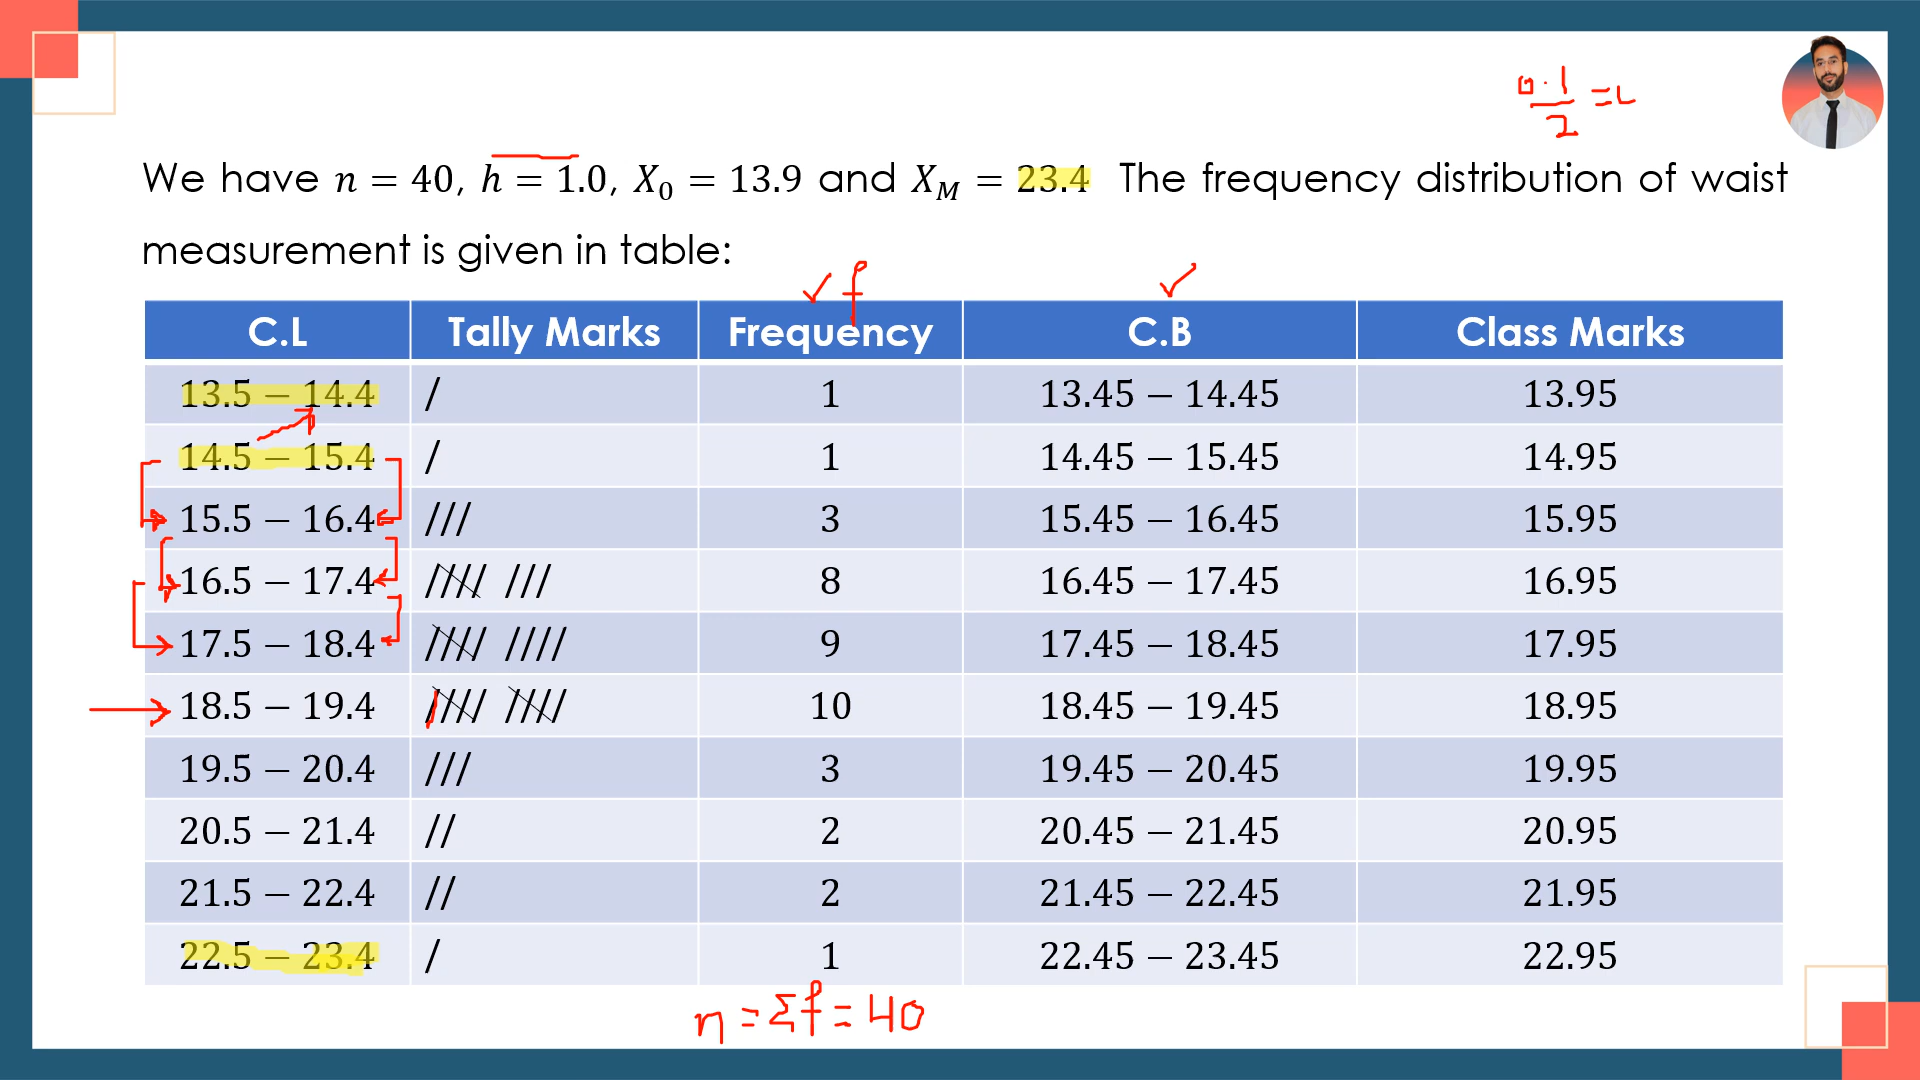 0.1/2 =
We have n = 40, h = 1.0, X₀ = 13.9 and X_M = 23.4 The frequency distribution of waist
measurement is given in table:
✓ f ✓
C.L Tally Marks Frequency C.B Class Marks
13.5 − 14.4 / 1 13.45 − 14.45 13.95
14.5 − 15.4 / 1 14.45 − 15.45 14.95
15.5 − 16.4 /// 3 15.45 − 16.45 15.95
16.5 − 17.4 //// /// 8 16.45 − 17.45 16.95
17.5 − 18.4 //// //// 9 17.45 − 18.45 17.95
18.5 − 19.4 //// //// 10 18.45 − 19.45 18.95
19.5 − 20.4 /// 3 19.45 − 20.45 19.95
20.5 − 21.4 // 2 20.45 − 21.45 20.95
21.5 − 22.4 // 2 21.45 − 22.45 21.95
22.5 − 23.4 / 1 22.45 − 23.45 22.95
n = Σf = 40